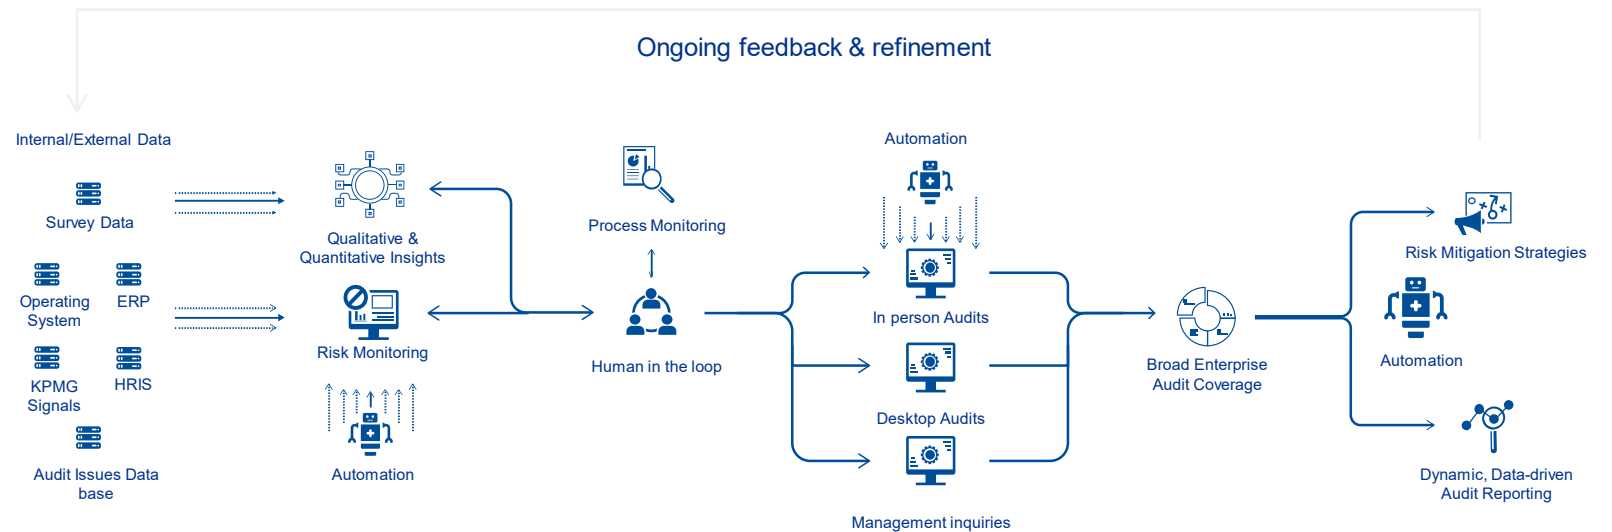 Ongoing feedback & refinement
Internal/External Data
Survey Data
Operating
System
ERP
KPMG
Signals
HRIS
Audit Issues Data
base
Qualitative &
Quantitative Insights
Risk Monitoring
Automation
Process Monitoring
Human in the loop
Automation
In person Audits
Desktop Audits
Management inquiries
Broad Enterprise
Audit Coverage
Risk Mitigation Strategies
Automation
Dynamic, Data-driven
Audit Reporting